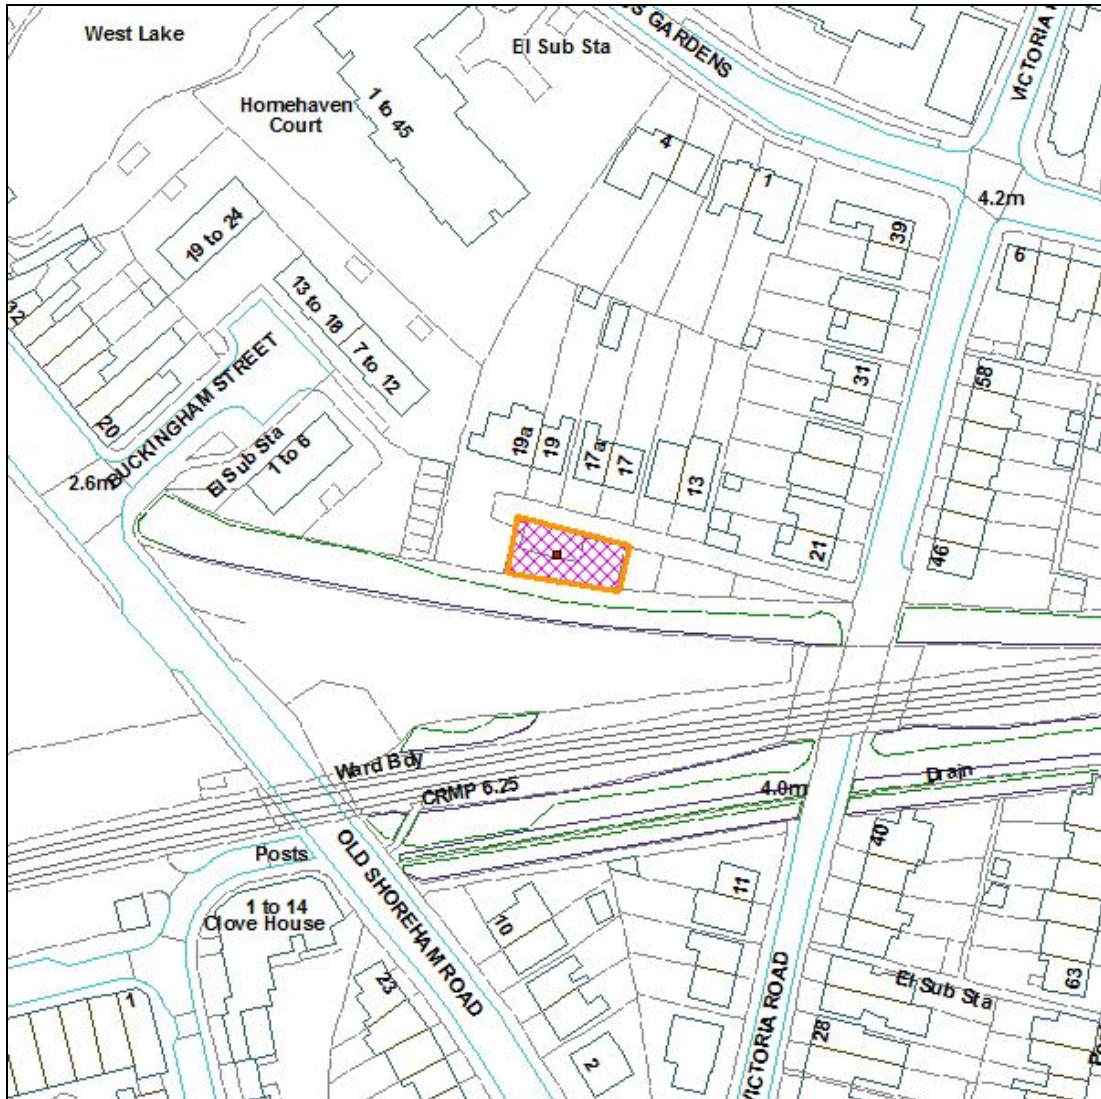 West Lake
El Sub Sta
GARDENS
VICTORIA
Homehaven
Court
1 to 45
4
1
4.2m
39
6
19 to 24
13 to 18
7 to 12
32
BUCKINGHAM STREET
31
58
20
19a
19
17a
17
13
El Sub Sta
1 to 6
2.6m
21
46
Ward Bdy
CRMP 6.25
Drain
4.0m
40
Posts
OLD SHOREHAM ROAD
1 to 14
Clove House
11
10
23
1
63
El Sub Sta
VICTORIA ROAD
28
2